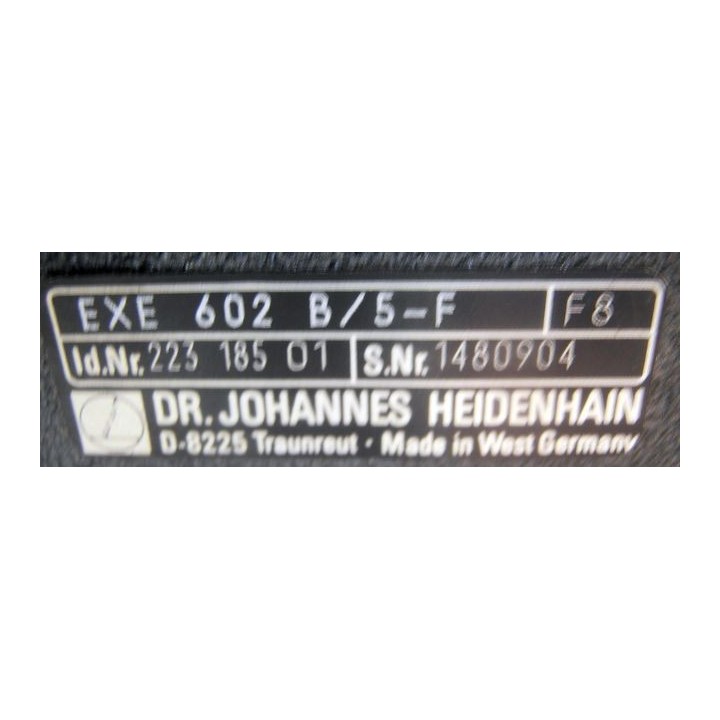 EXE 602 B/5-F F8
Id.Nr. 223 185 01 S.Nr. 1480904
DR. JOHANNES HEIDENHAIN
D-8225 Traunreut · Made in West Germany